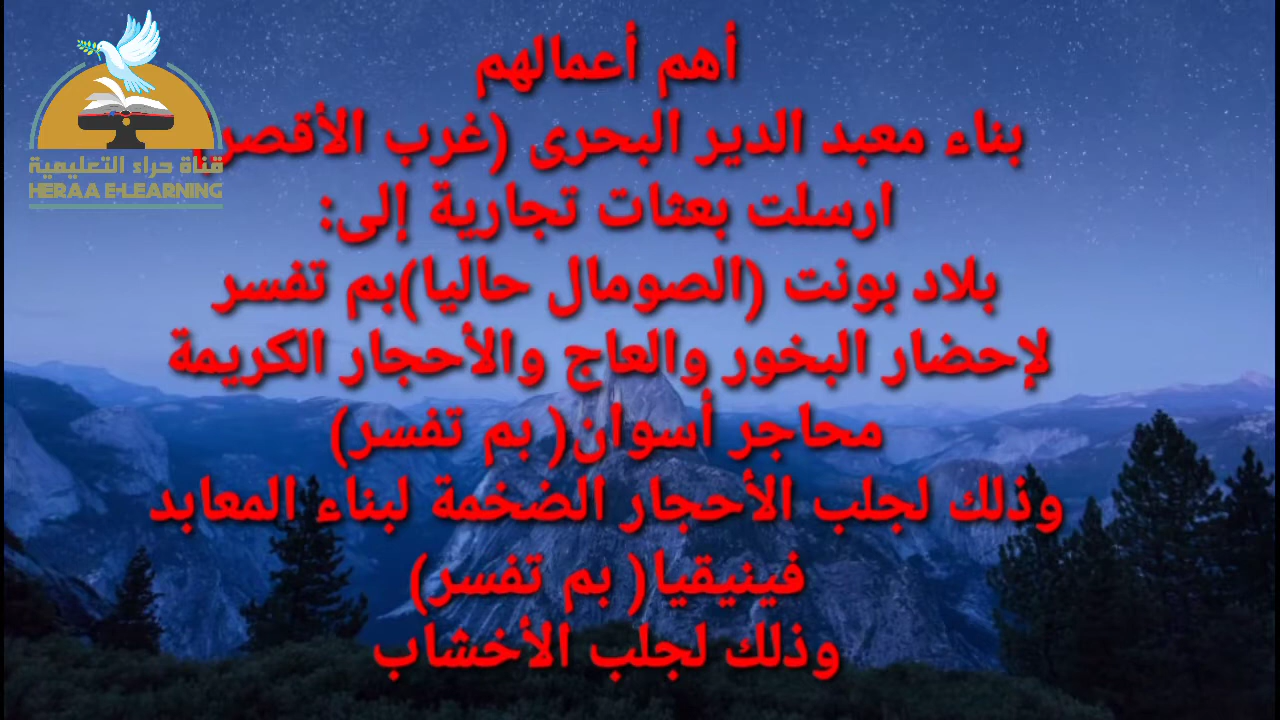 أهم أعمالهم
بناء معبد الدير البحرى (غرب الأقصر)
ارسلت بعثات تجارية إلى:
بلاد بونت (الصومال حاليا)بم تفسر
لإحضار البخور والعاج والأحجار الكريمة
محاجر أسوان( بم تفسر)
وذلك لجلب الأحجار الضخمة لبناء المعابد
فينيقيا( بم تفسر)
وذلك لجلب الأخشاب
قناة حراء التعليمية
HERAA E-LEARNING